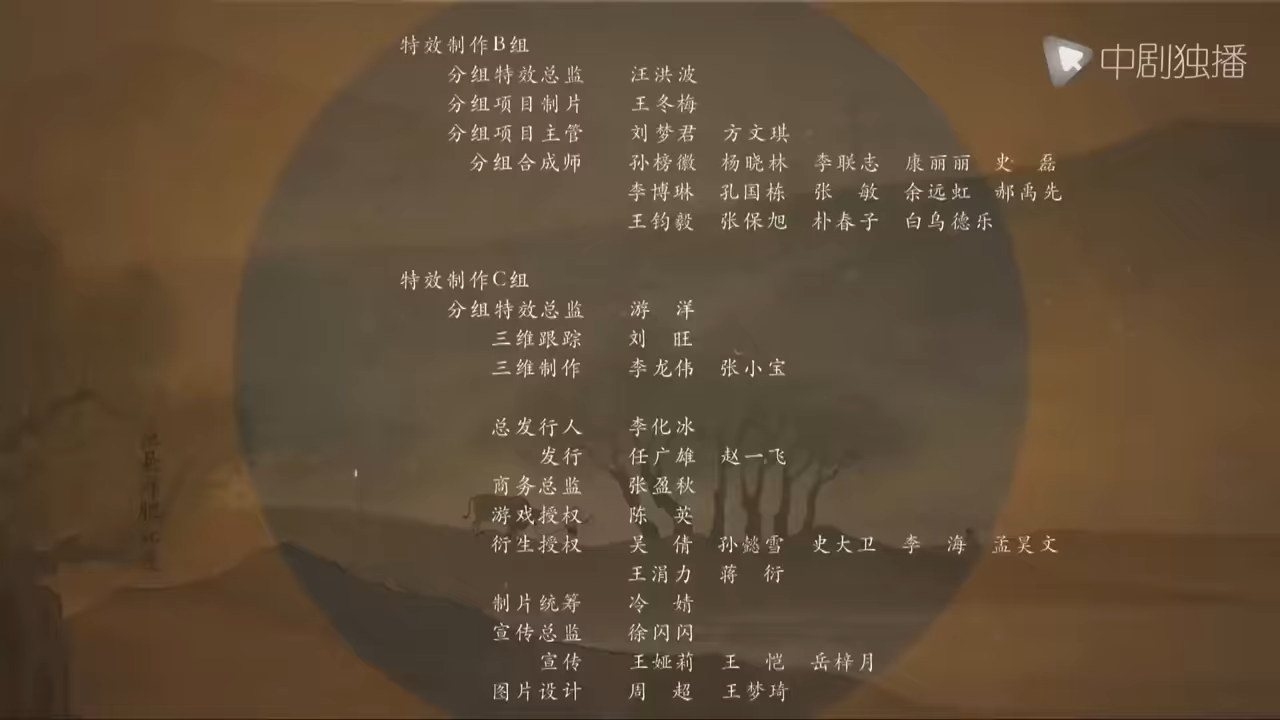 中剧独播
特效制作B组
分组特效总监 汪洪波
分组项目制片 王冬梅
分组项目主管 刘梦君 方文琪
分组合成师 孙榜徽 杨晓林 李联志 康丽丽 史 磊
李博琳 孔国栋 张 敏 余远虹 郝禹先
王钧毅 张保旭 朴春子 白乌德乐
特效制作C组
分组特效总监 游 洋
三维跟踪 刘 旺
三维制作 李龙伟 张小宝
总发行人 李化冰
发行 任广雄 赵一飞
商务总监 张盈秋
游戏授权 陈 英
衍生授权 吴 倩 孙懿雪 史大卫 李 海 孟昊文
王涓力 蒋 衍
制片统筹 冷 婧
宣传总监 徐闪闪
宣传 王娅莉 王 恺 岳梓月
图片设计 周 超 王梦琦